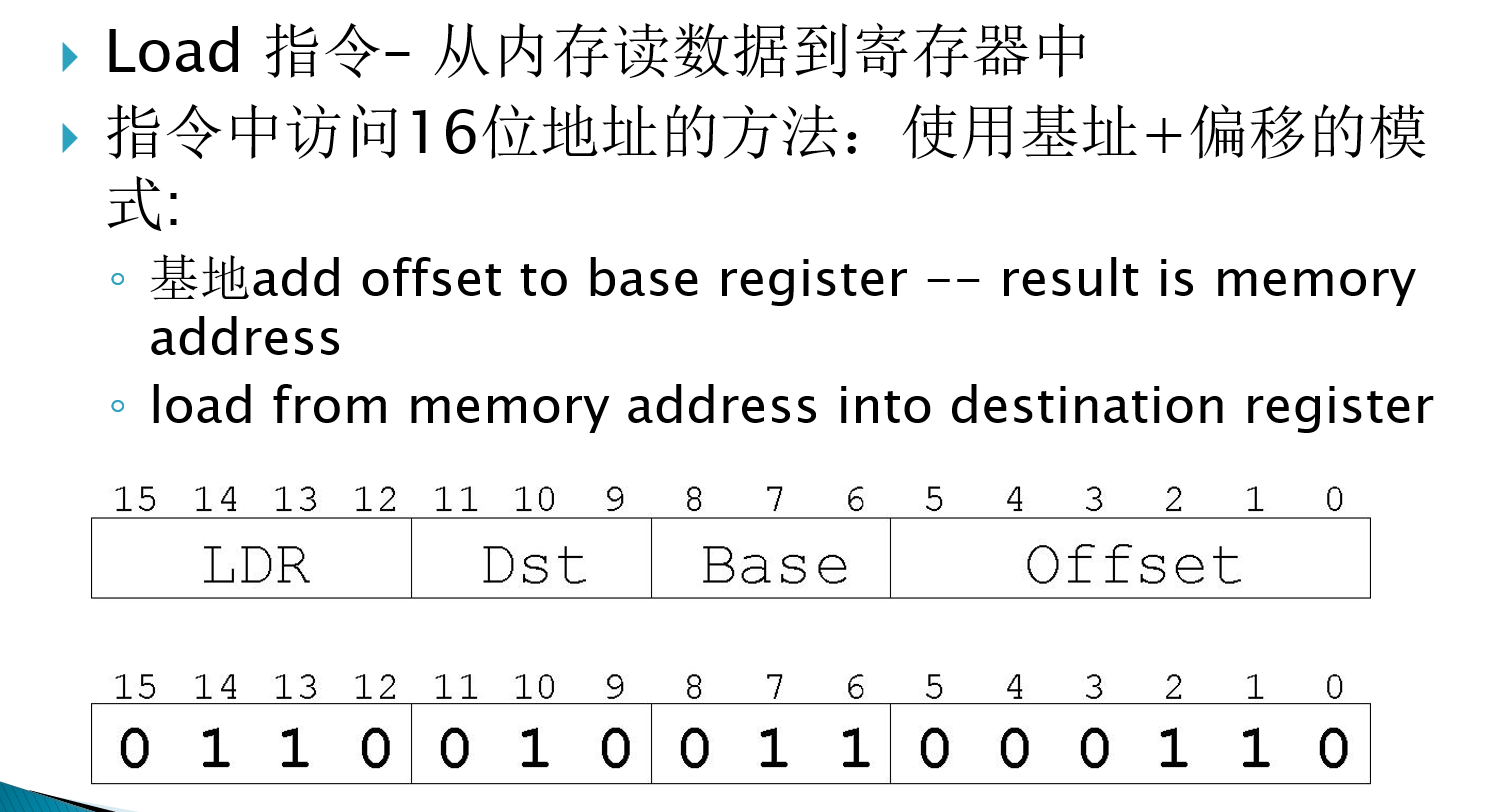 Load 指令– 从内存读数据到寄存器中
指令中访问16位地址的方法：使用基址+偏移的模
式:
基地add offset to base register -- result is memory
address
load from memory address into destination register
15 14 13 12 11 10 9 8 7 6 5 4 3 2 1 0
LDR Dst Base Offset
15 14 13 12 11 10 9 8 7 6 5 4 3 2 1 0
0 1 1 0 0 1 0 0 1 1 0 0 0 1 1 0